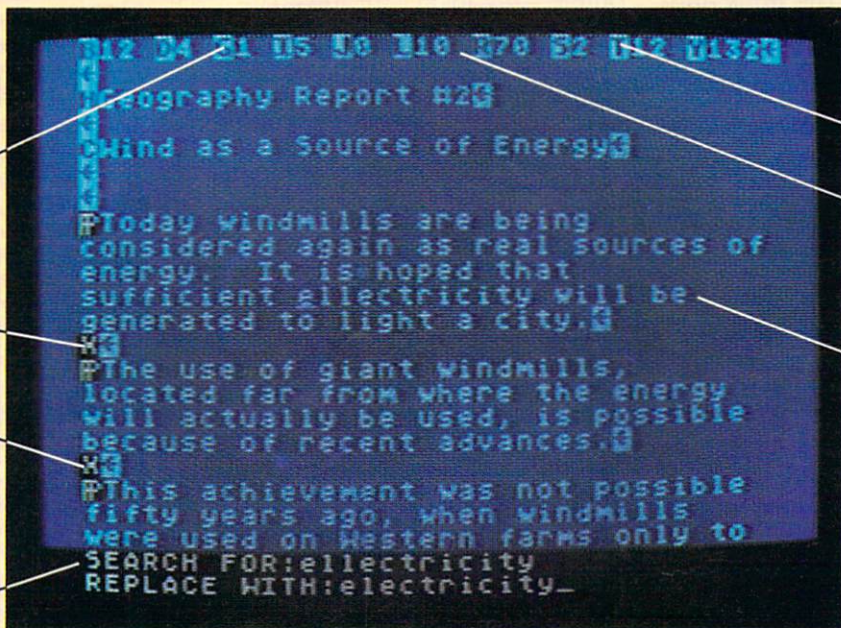 B12 D4 G1 I5 J0 L10 R70 S2 T12 Y132
Geography Report #2
Wind as a Source of Energy
Today windmills are being
considered again as real sources of
energy. It is hoped that
sufficient ellectricity will be
generated to light a city.
The use of giant windmills,
located far from where the energy
will actually be used, is possible
because of recent advances.
This achievement was not possible
fifty years ago, when windmills
were used on Western farms only to
SEARCH FOR:ellectricity
REPLACE WITH:electricity_